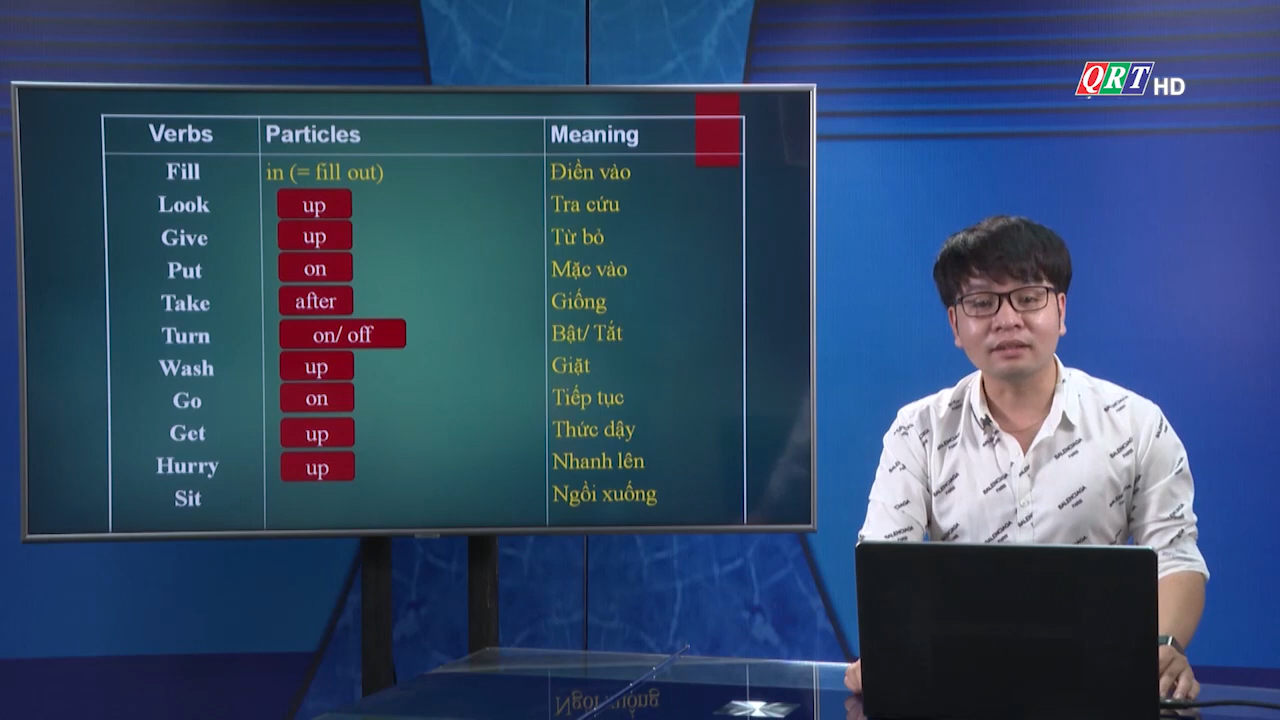 QRT HD
Verbs Particles Meaning
Fill in (= fill out) Điền vào
Look up Tra cứu
Give up Từ bỏ
Put on Mặc vào
Take after Giống
Turn on/ off Bật/ Tắt
Wash up Giặt
Go on Tiếp tục
Get up Thức dậy
Hurry up Nhanh lên
Sit Ngồi xuống
BALENCIAGA
PARIS